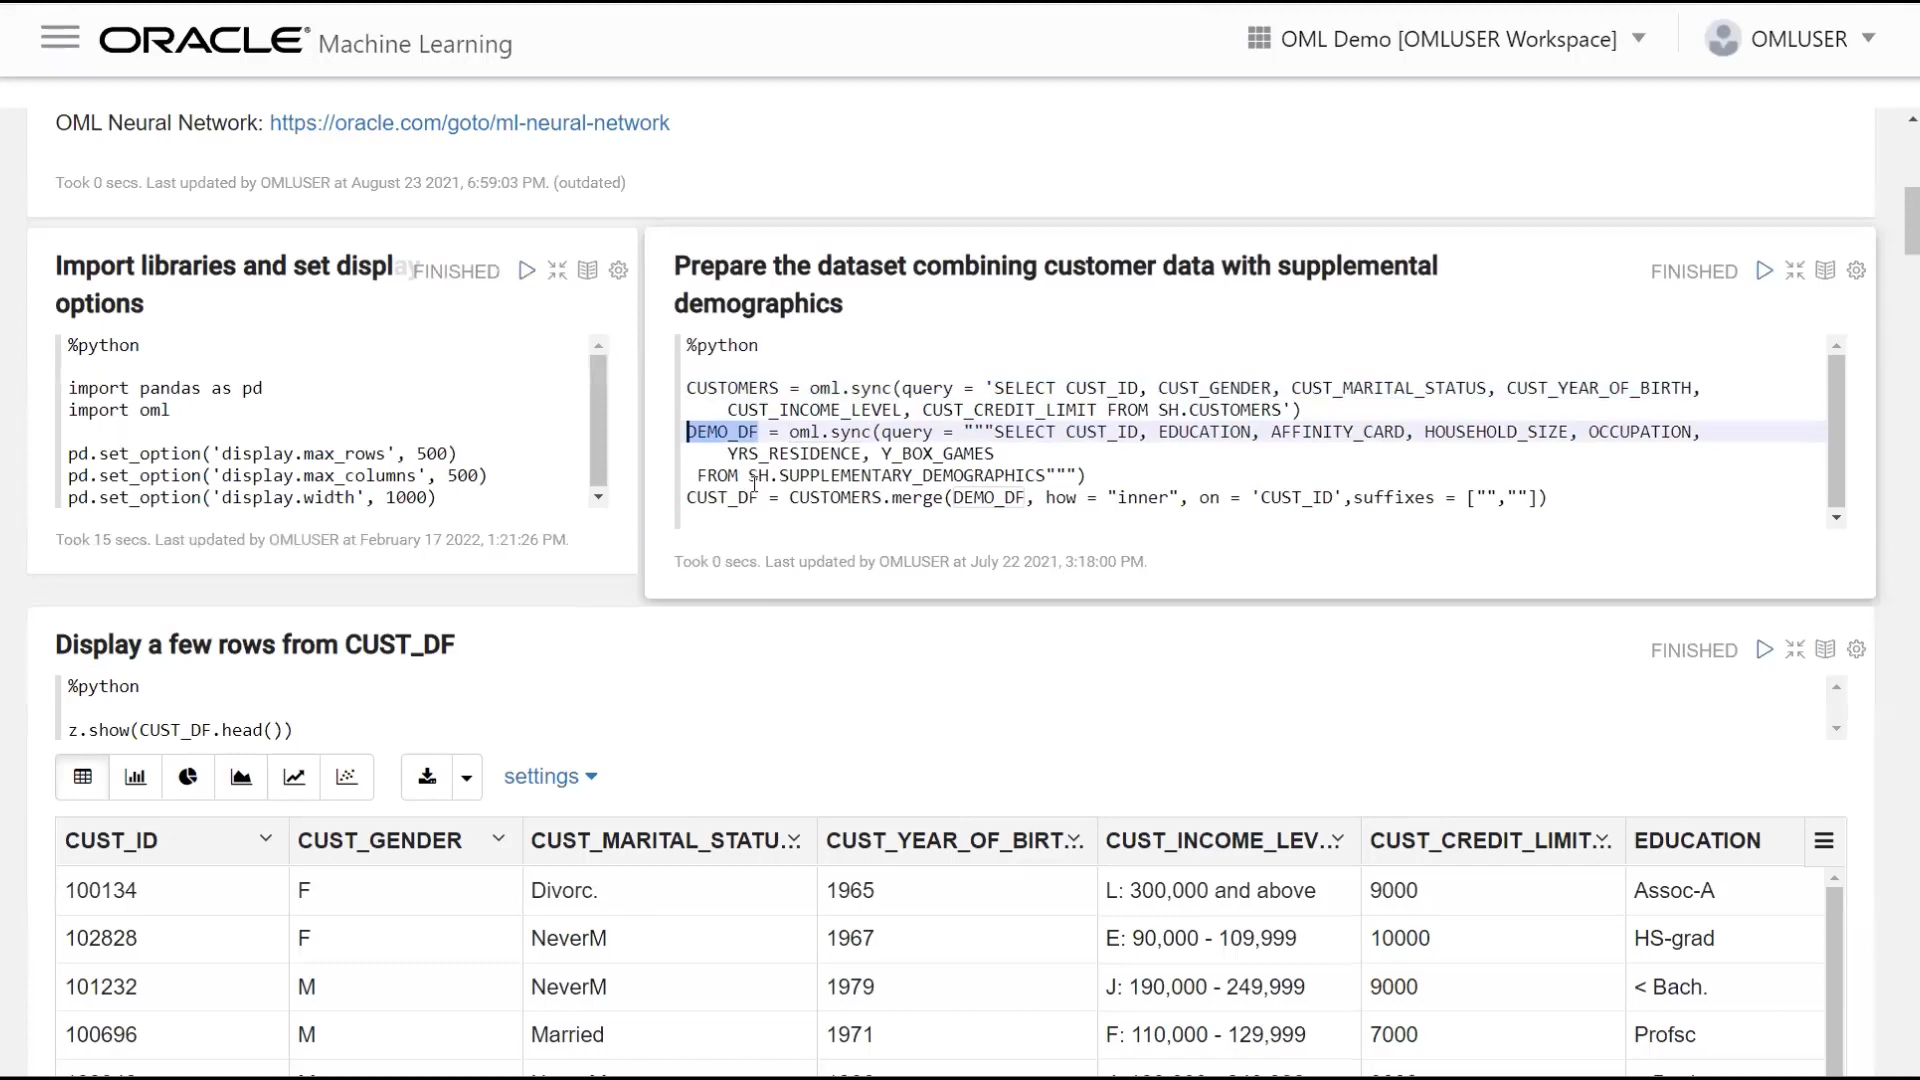 ORACLE Machine Learning
OML Demo [OMLUSER Workspace]
OMLUSER
OML Neural Network: https://oracle.com/goto/ml-neural-network
Took 0 secs. Last updated by OMLUSER at August 23 2021, 6:59:03 PM. (outdated)
Import libraries and set display
options
FINISHED
%python
import pandas as pd
import oml
pd.set_option('display.max_rows', 500)
pd.set_option('display.max_columns', 500)
pd.set_option('display.width', 1000)
Took 15 secs. Last updated by OMLUSER at February 17 2022, 1:21:26 PM.
Prepare the dataset combining customer data with supplemental
demographics
FINISHED
%python
CUSTOMERS = oml.sync(query = 'SELECT CUST_ID, CUST_GENDER, CUST_MARITAL_STATUS, CUST_YEAR_OF_BIRTH,
CUST_INCOME_LEVEL, CUST_CREDIT_LIMIT FROM SH.CUSTOMERS')
DEMO_DF = oml.sync(query = """SELECT CUST_ID, EDUCATION, AFFINITY_CARD, HOUSEHOLD_SIZE, OCCUPATION,
YRS_RESIDENCE, Y_BOX_GAMES
FROM SH.SUPPLEMENTARY_DEMOGRAPHICS""")
CUST_DF = CUSTOMERS.merge(DEMO_DF, how = "inner", on = 'CUST_ID',suffixes = ["",""])
Took 0 secs. Last updated by OMLUSER at July 22 2021, 3:18:00 PM.
Display a few rows from CUST_DF
FINISHED
%python
z.show(CUST_DF.head())
settings
CUST_ID CUST_GENDER CUST_MARITAL_STATU... CUST_YEAR_OF_BIRT... CUST_INCOME_LEV... CUST_CREDIT_LIMIT... EDUCATION
100134 F Divorc. 1965 L: 300,000 and above 9000 Assoc-A
102828 F NeverM 1967 E: 90,000 - 109,999 10000 HS-grad
101232 M NeverM 1979 J: 190,000 - 249,999 9000 < Bach.
100696 M Married 1971 F: 110,000 - 129,999 7000 Profsc